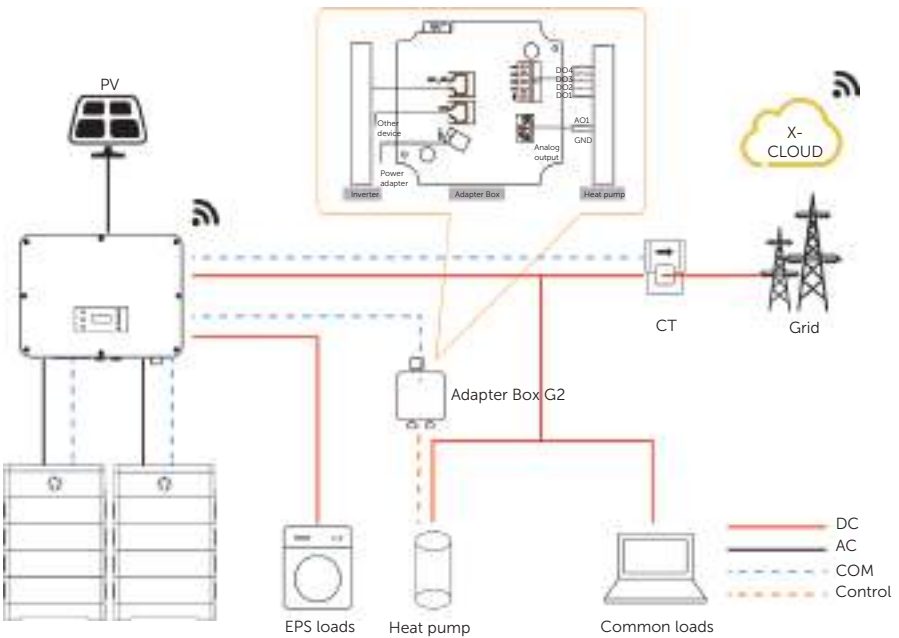 PV
DO4
DO3
DO2
DO1
AO1
GND
Other
device
Analog
output
Power
adapter
Inverter
Adapter Box
Heat pump
X-
CLOUD
CT
Grid
Adapter Box G2
EPS loads
Heat pump
Common loads
DC
AC
COM
Control